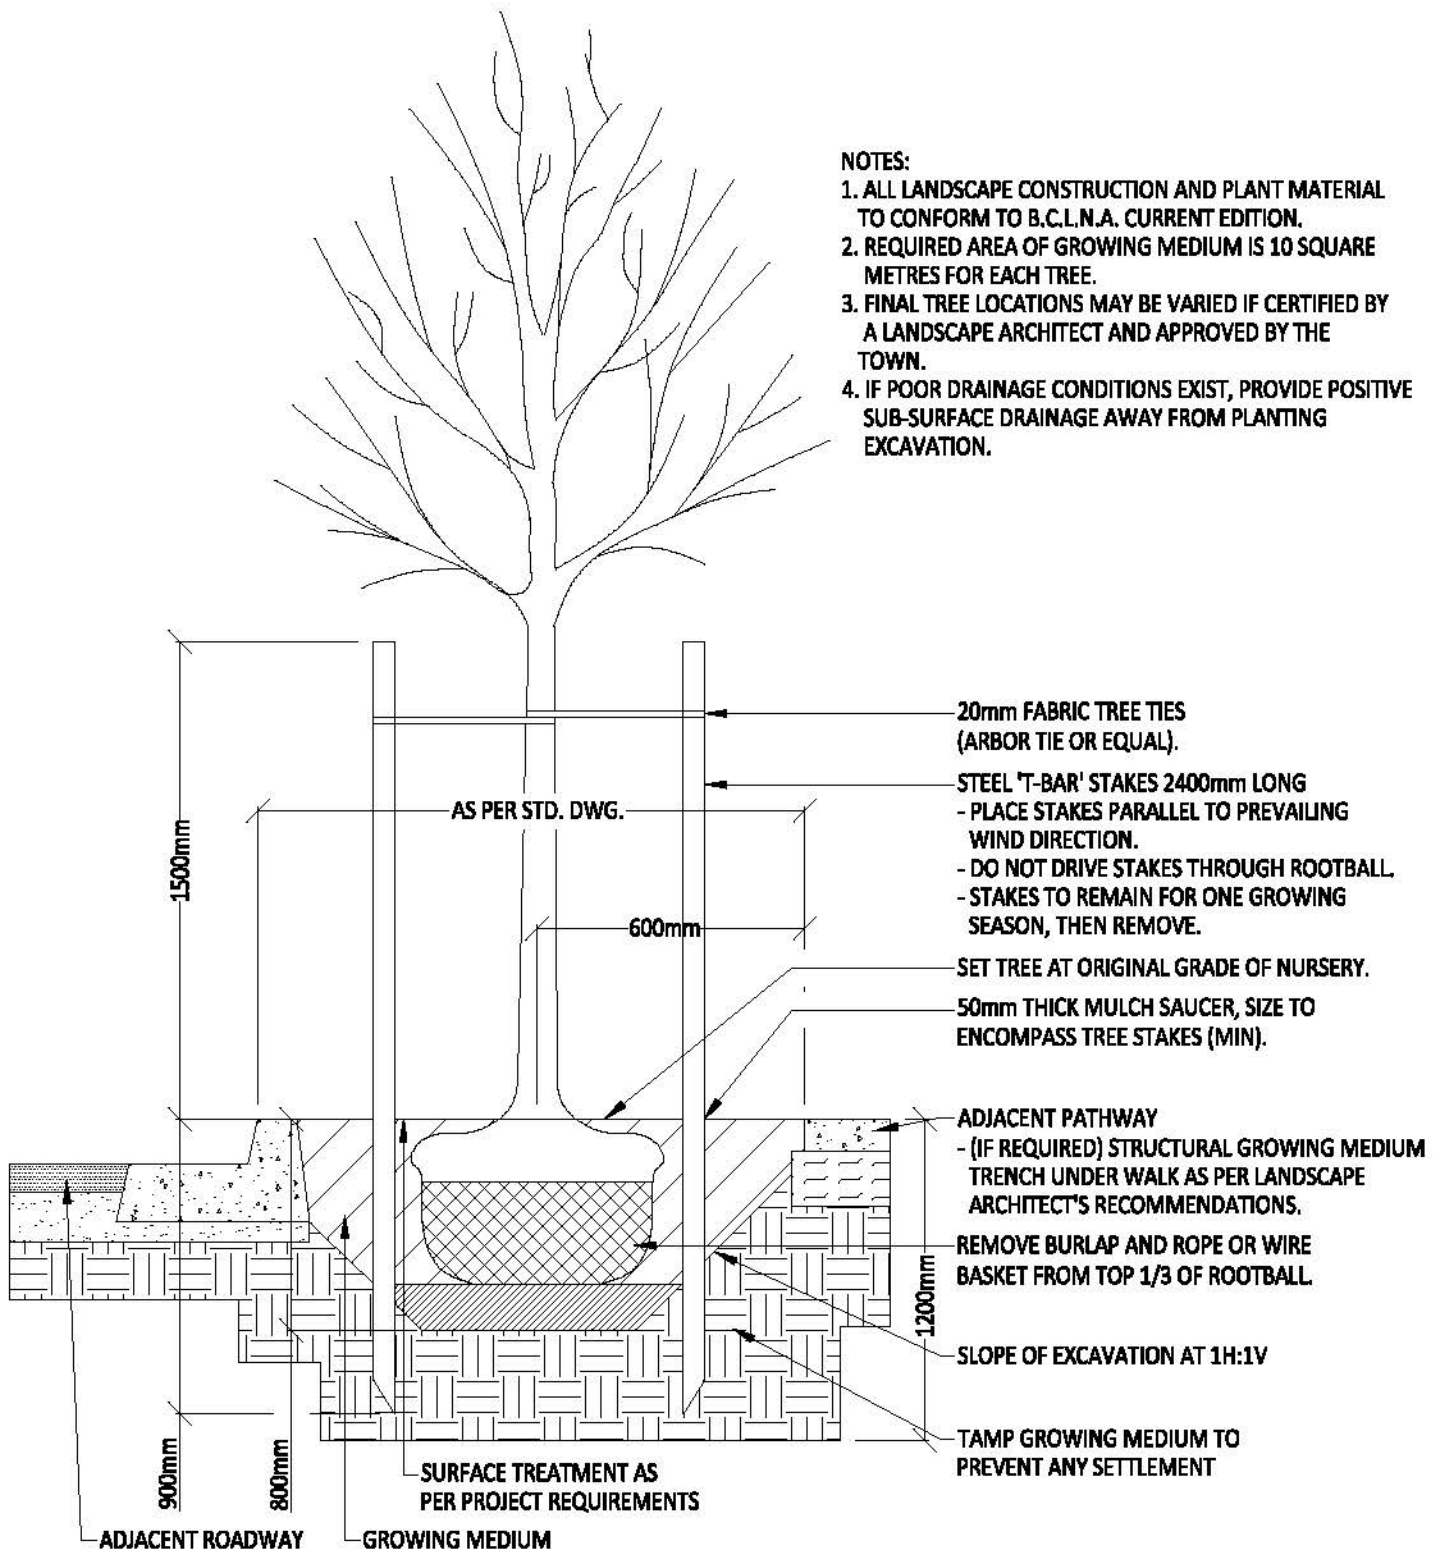 NOTES:
1. ALL LANDSCAPE CONSTRUCTION AND PLANT MATERIAL
TO CONFORM TO B.C.L.N.A. CURRENT EDITION.
2. REQUIRED AREA OF GROWING MEDIUM IS 10 SQUARE
METRES FOR EACH TREE.
3. FINAL TREE LOCATIONS MAY BE VARIED IF CERTIFIED BY
A LANDSCAPE ARCHITECT AND APPROVED BY THE
TOWN.
4. IF POOR DRAINAGE CONDITIONS EXIST, PROVIDE POSITIVE
SUB-SURFACE DRAINAGE AWAY FROM PLANTING
EXCAVATION.
20mm FABRIC TREE TIES
(ARBOR TIE OR EQUAL).
STEEL 'T-BAR' STAKES 2400mm LONG
- PLACE STAKES PARALLEL TO PREVAILING
WIND DIRECTION.
- DO NOT DRIVE STAKES THROUGH ROOTBALL.
- STAKES TO REMAIN FOR ONE GROWING
SEASON, THEN REMOVE.
AS PER STD. DWG.
1500mm
600mm
SET TREE AT ORIGINAL GRADE OF NURSERY.
50mm THICK MULCH SAUCER, SIZE TO
ENCOMPASS TREE STAKES (MIN).
ADJACENT PATHWAY
- (IF REQUIRED) STRUCTURAL GROWING MEDIUM
TRENCH UNDER WALK AS PER LANDSCAPE
ARCHITECT'S RECOMMENDATIONS.
REMOVE BURLAP AND ROPE OR WIRE
BASKET FROM TOP 1/3 OF ROOTBALL.
1200mm
SLOPE OF EXCAVATION AT 1H:1V
TAMP GROWING MEDIUM TO
PREVENT ANY SETTLEMENT
900mm
800mm
SURFACE TREATMENT AS
PER PROJECT REQUIREMENTS
ADJACENT ROADWAY
GROWING MEDIUM